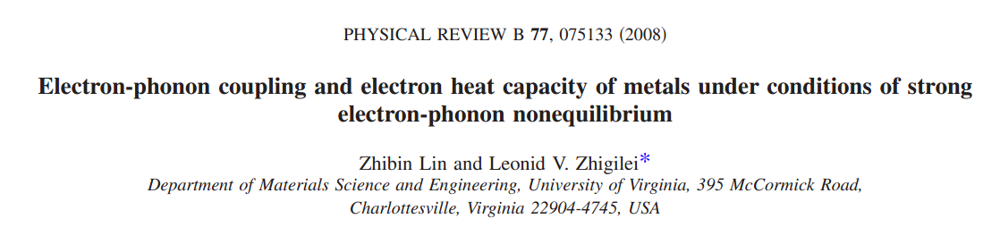 PHYSICAL REVIEW B 77, 075133 (2008)
Electron-phonon coupling and electron heat capacity of metals under conditions of strong
electron-phonon nonequilibrium
Zhibin Lin and Leonid V. Zhigilei*
Department of Materials Science and Engineering, University of Virginia, 395 McCormick Road,
Charlottesville, Virginia 22904-4745, USA